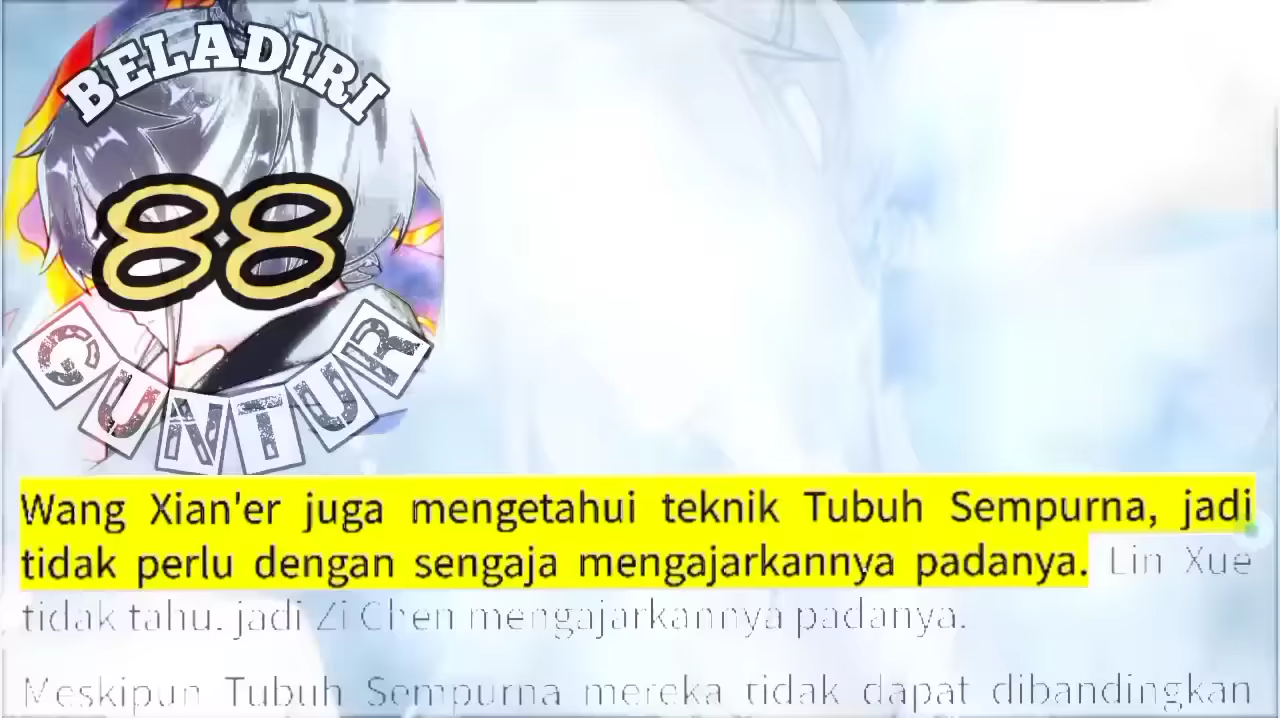 BELADIRI
88
GUNTUR
Wang Xian'er juga mengetahui teknik Tubuh Sempurna, jadi
tidak perlu dengan sengaja mengajarkannya padanya. Lin Xue
tidak tahu. jadi Zi Chen mengajarkannya padanya.
Meskipun Tubuh Sempurna mereka tidak dapat dibandingkan